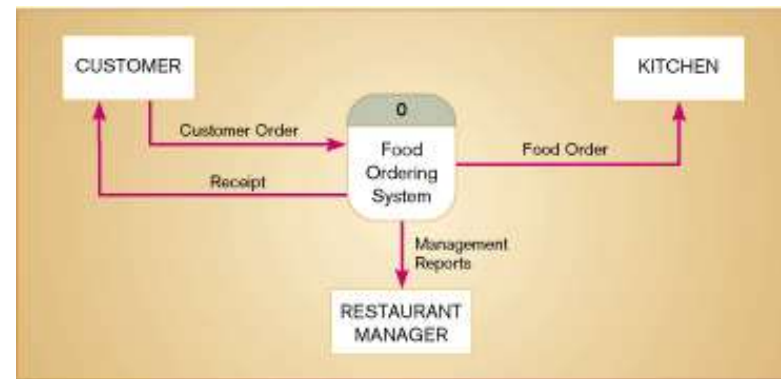 CUSTOMER
KITCHEN
0
Customer Order
Food
Ordering
System
Food Order
Receipt
Management
Reports
RESTAURANT
MANAGER